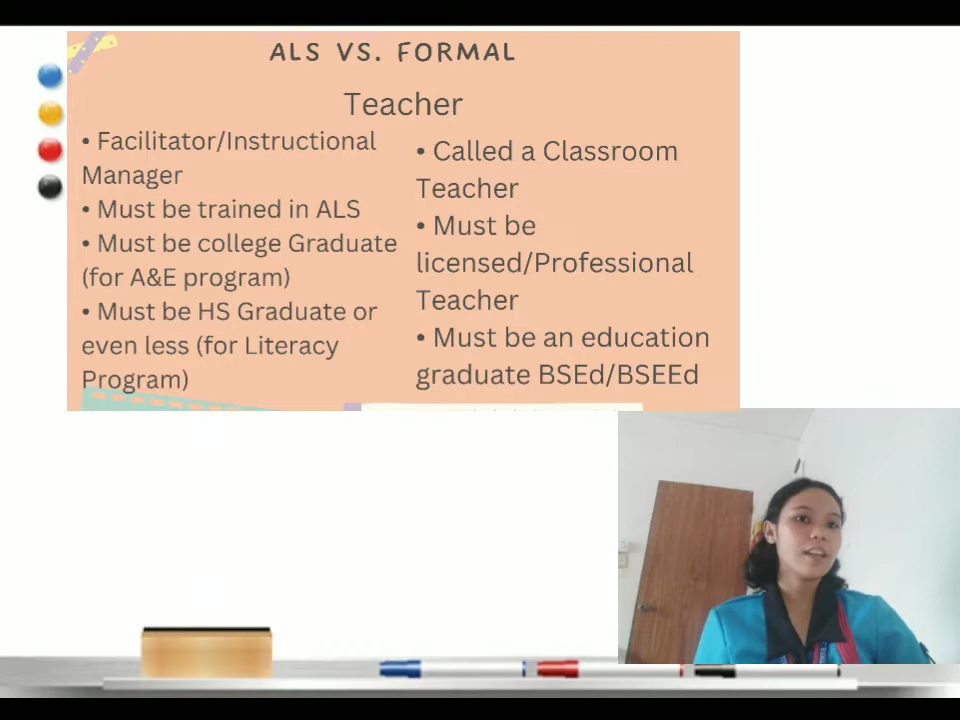 ALS VS. FORMAL
Teacher
• Facilitator/Instructional
Manager
• Must be trained in ALS
• Must be college Graduate
(for A&E program)
• Must be HS Graduate or
even less (for Literacy
Program)
• Called a Classroom
Teacher
• Must be
licensed/Professional
Teacher
• Must be an education
graduate BSEd/BSEEd